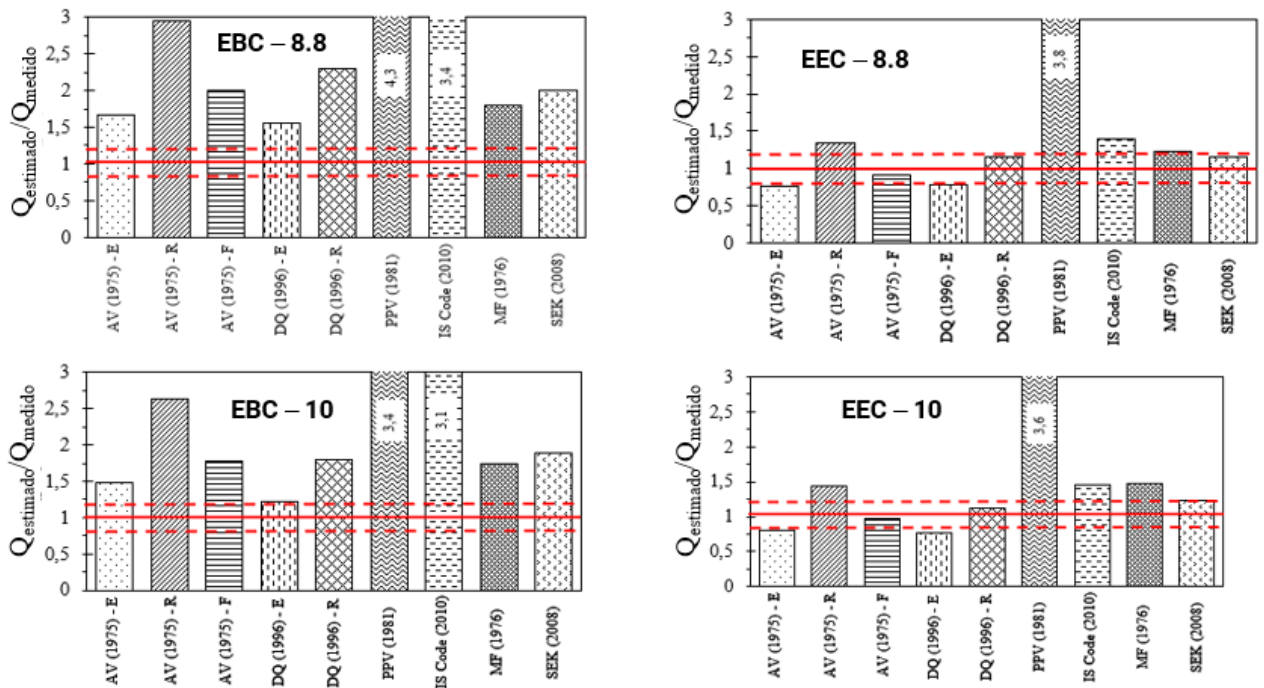 EBC – 8.8
Qestimado/Qmedido
3
2,5
2
1,5
1
0,5
0
4,3
3,4
AV (1975) - E
AV (1975) - R
AV (1975) - F
DQ (1996) - E
DQ (1996) - R
PPV (1981)
IS Code (2010)
MF (1976)
SEK (2008)
EEC – 8.8
Qestimado/Qmedido
3
2,5
2
1,5
1
0,5
0
3,8
AV (1975) - E
AV (1975) - R
AV (1975) - F
DQ (1996) - E
DQ (1996) - R
PPV (1981)
IS Code (2010)
MF (1976)
SEK (2008)
EBC – 10
Qestimado/Qmedido
3
2,5
2
1,5
1
0,5
0
3,4
3,1
AV (1975) - E
AV (1975) - R
AV (1975) - F
DQ (1996) - E
DQ (1996) - R
PPV (1981)
IS Code (2010)
MF (1976)
SEK (2008)
EEC – 10
Qestimado/Qmedido
3
2,5
2
1,5
1
0,5
0
3,6
AV (1975) - E
AV (1975) - R
AV (1975) - F
DQ (1996) - E
DQ (1996) - R
PPV (1981)
IS Code (2010)
MF (1976)
SEK (2008)